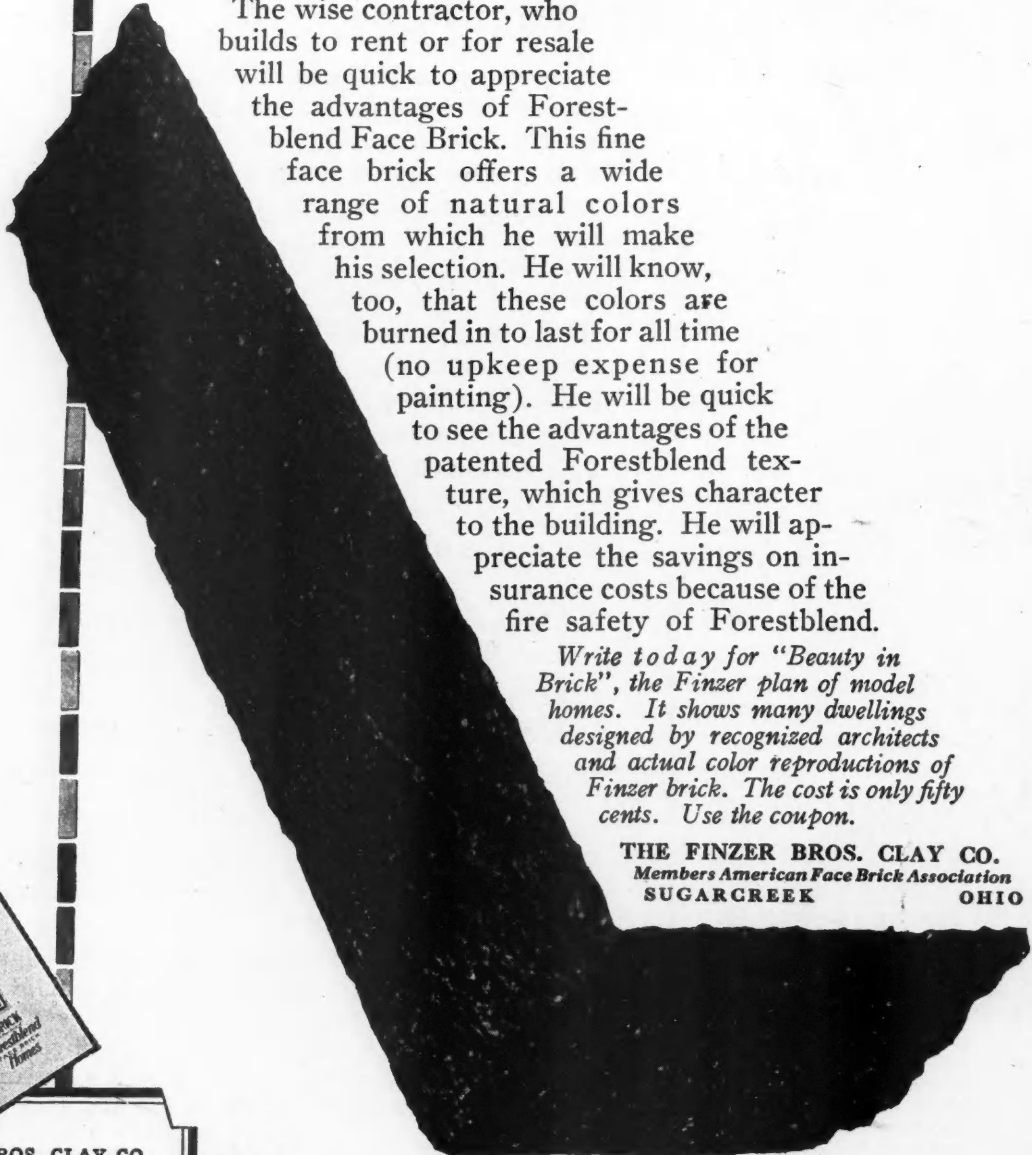 The wise contractor, who
builds to rent or for resale
will be quick to appreciate
the advantages of Forest-
blend Face Brick. This fine
face brick offers a wide
range of natural colors
from which he will make
his selection. He will know,
too, that these colors are
burned in to last for all time
(no upkeep expense for
painting). He will be quick
to see the advantages of the
patented Forestblend tex-
ture, which gives character
to the building. He will ap-
preciate the savings on in-
surance costs because of the
fire safety of Forestblend.
Write today for "Beauty in
Brick", the Finzer plan of model
homes. It shows many dwellings
designed by recognized architects
and actual color reproductions of
Finzer brick. The cost is only fifty
cents. Use the coupon.
THE FINZER BROS. CLAY CO.
Members American Face Brick Association
SUGARCREEK OHIO
Homes
BROS. CLAY CO.